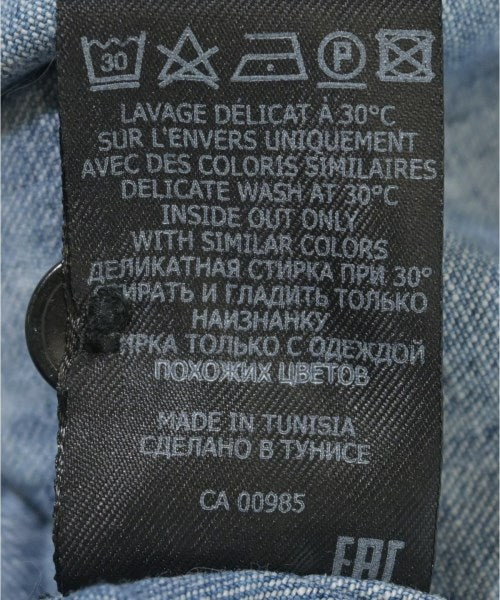 30 P
LAVAGE DÉLICAT À 30°C
SUR L'ENVERS UNIQUEMENT
AVEC DES COLORIS SIMILAIRES
DELICATE WASH AT 30°C
INSIDE OUT ONLY
WITH SIMILAR COLORS
ДЕЛИКАТНАЯ СТИРКА ПРИ 30°
И ГЛАДИТЬ ТОЛЬКО
НАИЗНАНКУ
ТОЛЬКО С ОДЕЖДОЙ
ПОХОЖИХ ЦВЕТОВ
MADE IN TUNISIA
СДЕЛАНО В ТУНИСЕ
CA 00985
EAC